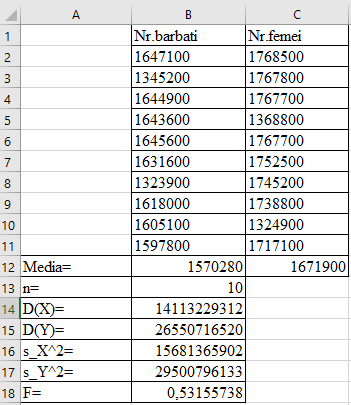 A B C
1 Nr.barbati Nr.femei
2 1647100 1768500
3 1345200 1767800
4 1644900 1767700
5 1643600 1368800
6 1645600 1767700
7 1631600 1752500
8 1323900 1745200
9 1618000 1738800
10 1605100 1324900
11 1597800 1717100
12 Media= 1570280 1671900
13 n= 10
14 D(X)= 14113229312
15 D(Y)= 26550716520
16 s_X^2= 15681365902
17 s_Y^2= 29500796133
18 F= 0,53155738